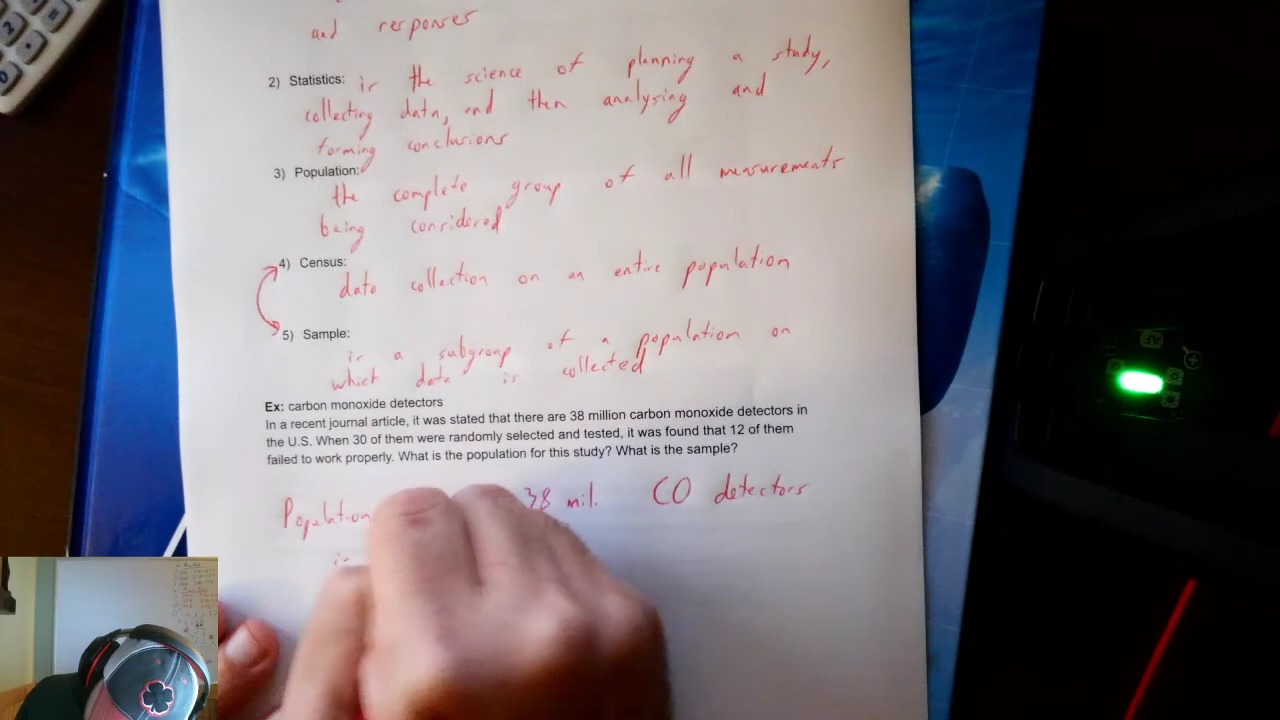 and responses
2) Statistics: is the science of planning a study,
collecting data, and then analysing and
forming conclusions
3) Population:
the complete group of all measurements
being considered
4) Census:
data collection on an entire population
5) Sample:
is a subgroup of a population on
which data is collected
Ex: carbon monoxide detectors
In a recent journal article, it was stated that there are 38 million carbon monoxide detectors in
the U.S. When 30 of them were randomly selected and tested, it was found that 12 of them
failed to work properly. What is the population for this study? What is the sample?
Population 38 mil. CO detectors